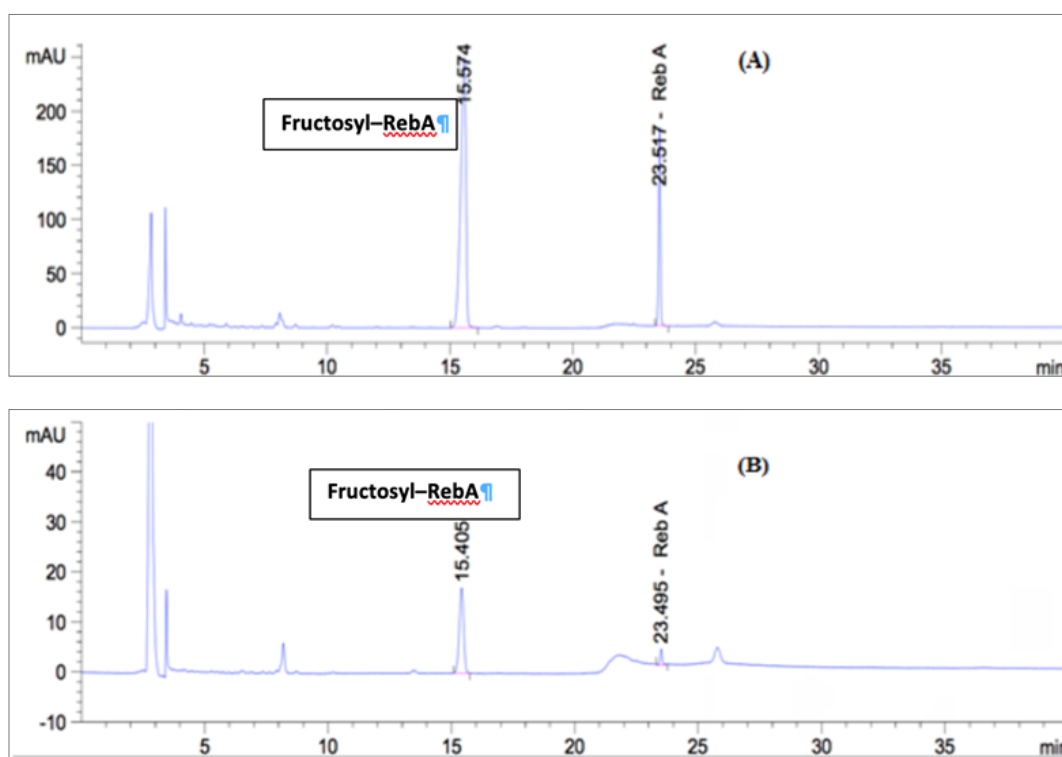 mAU
(A)
15.574
23.517 - Reb A
Fructosyl–RebA¶
200
150
100
50
0
5 10 15 20 25 30 35 min
mAU
(B)
Fructosyl–RebA¶
15.405
23.495 - Reb A
40
30
20
10
0
-10
5 10 15 20 25 30 35 min